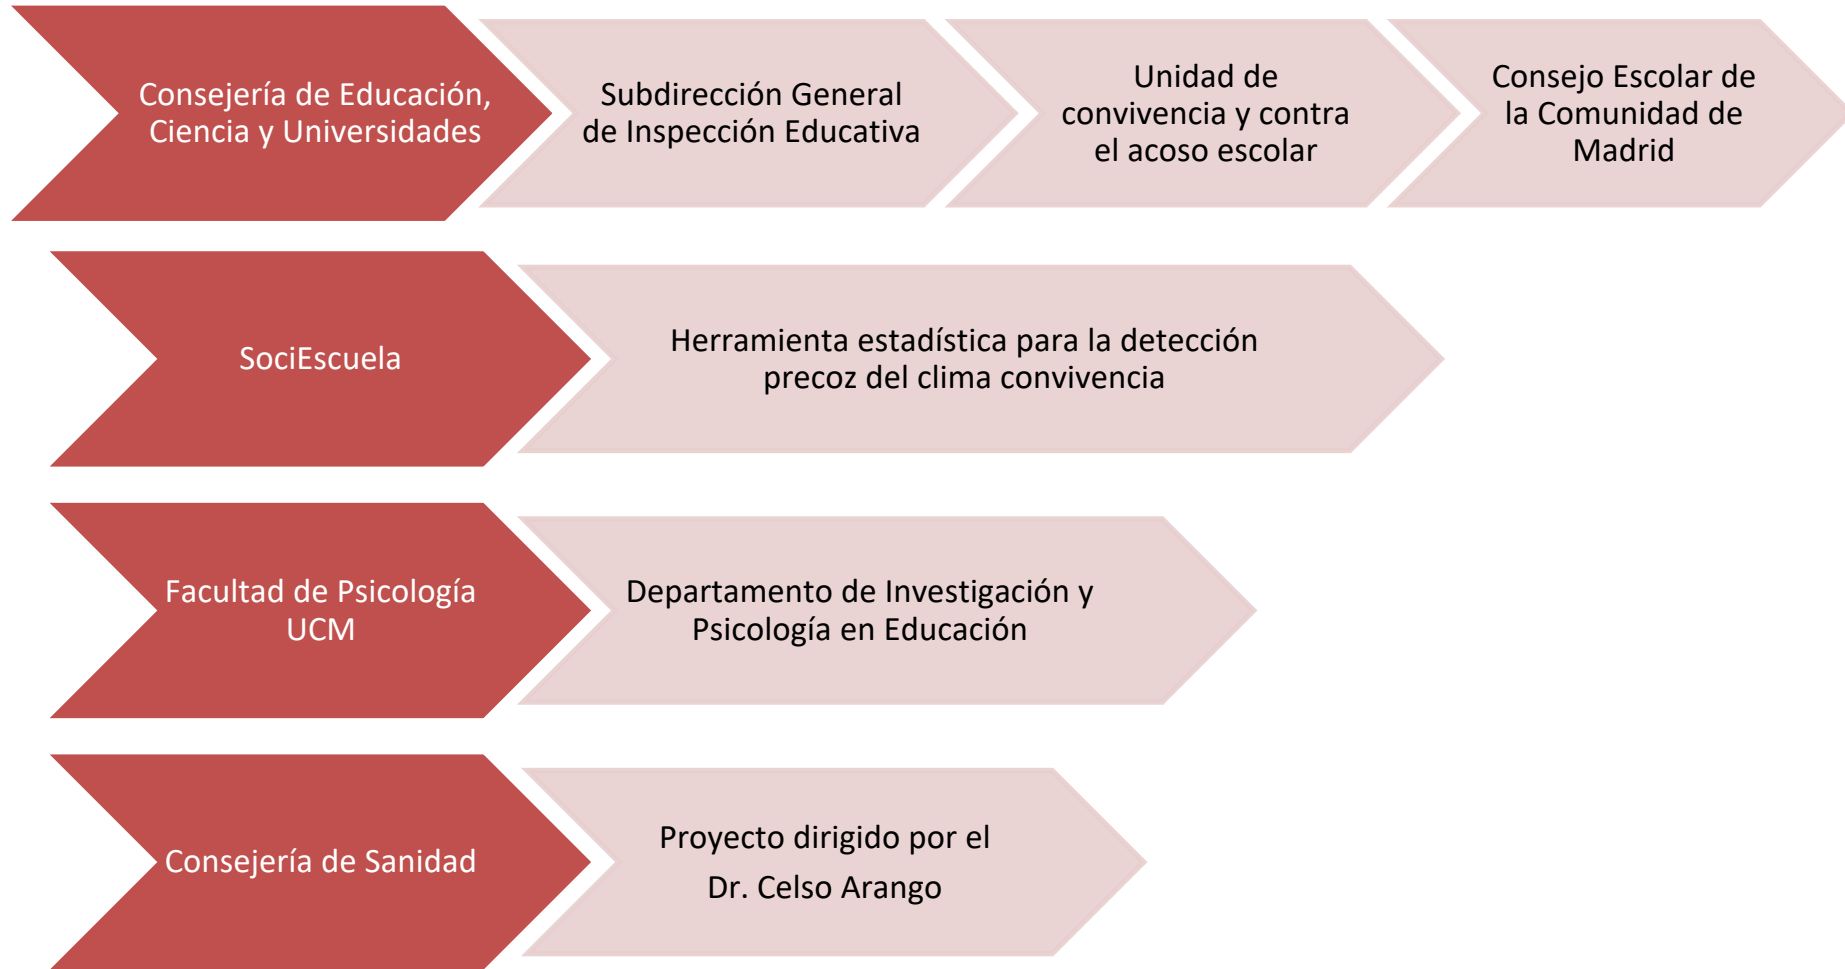 Consejería de Educación,
Ciencia y Universidades
Subdirección General
de Inspección Educativa
Unidad de
convivencia y contra
el acoso escolar
Consejo Escolar de
la Comunidad de
Madrid
SociEscuela
Herramienta estadística para la detección
precoz del clima convivencia
Facultad de Psicología
UCM
Departamento de Investigación y
Psicología en Educación
Consejería de Sanidad
Proyecto dirigido por el
Dr. Celso Arango